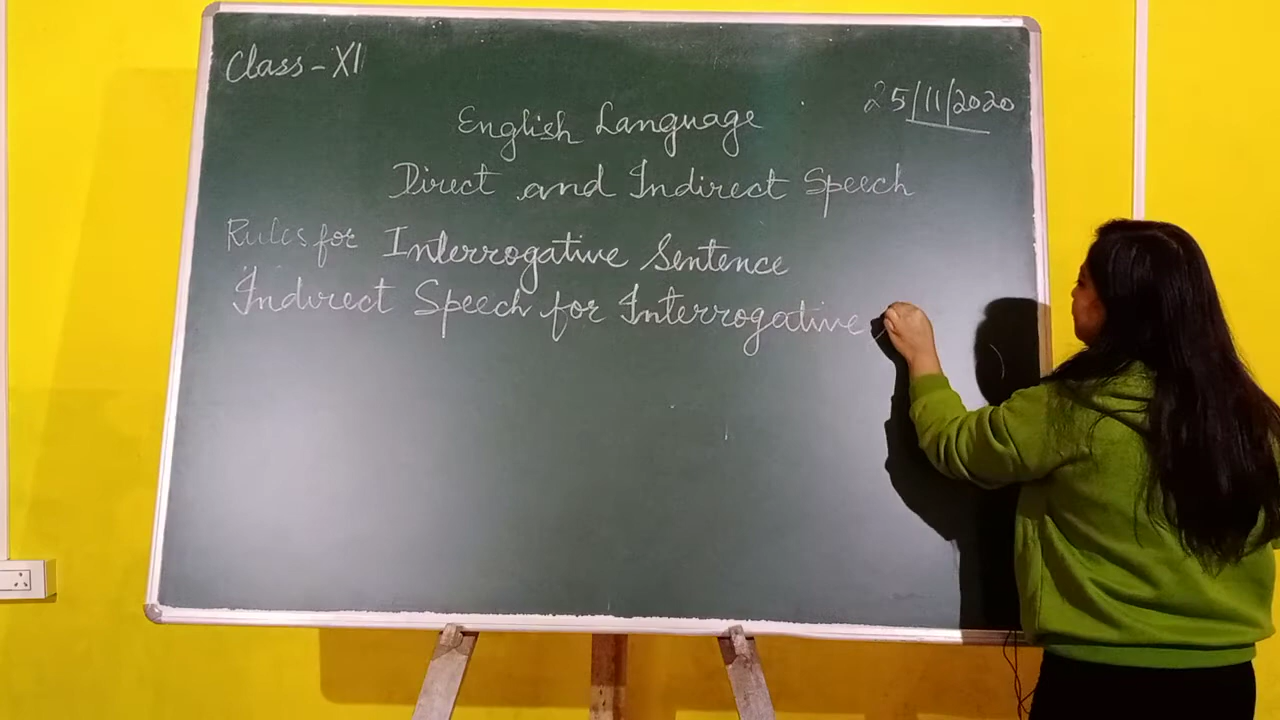 Class - XI
25/11/2020
English Language
Direct and Indirect Speech
Rules for Interrogative Sentence
Indirect Speech for Interrogative